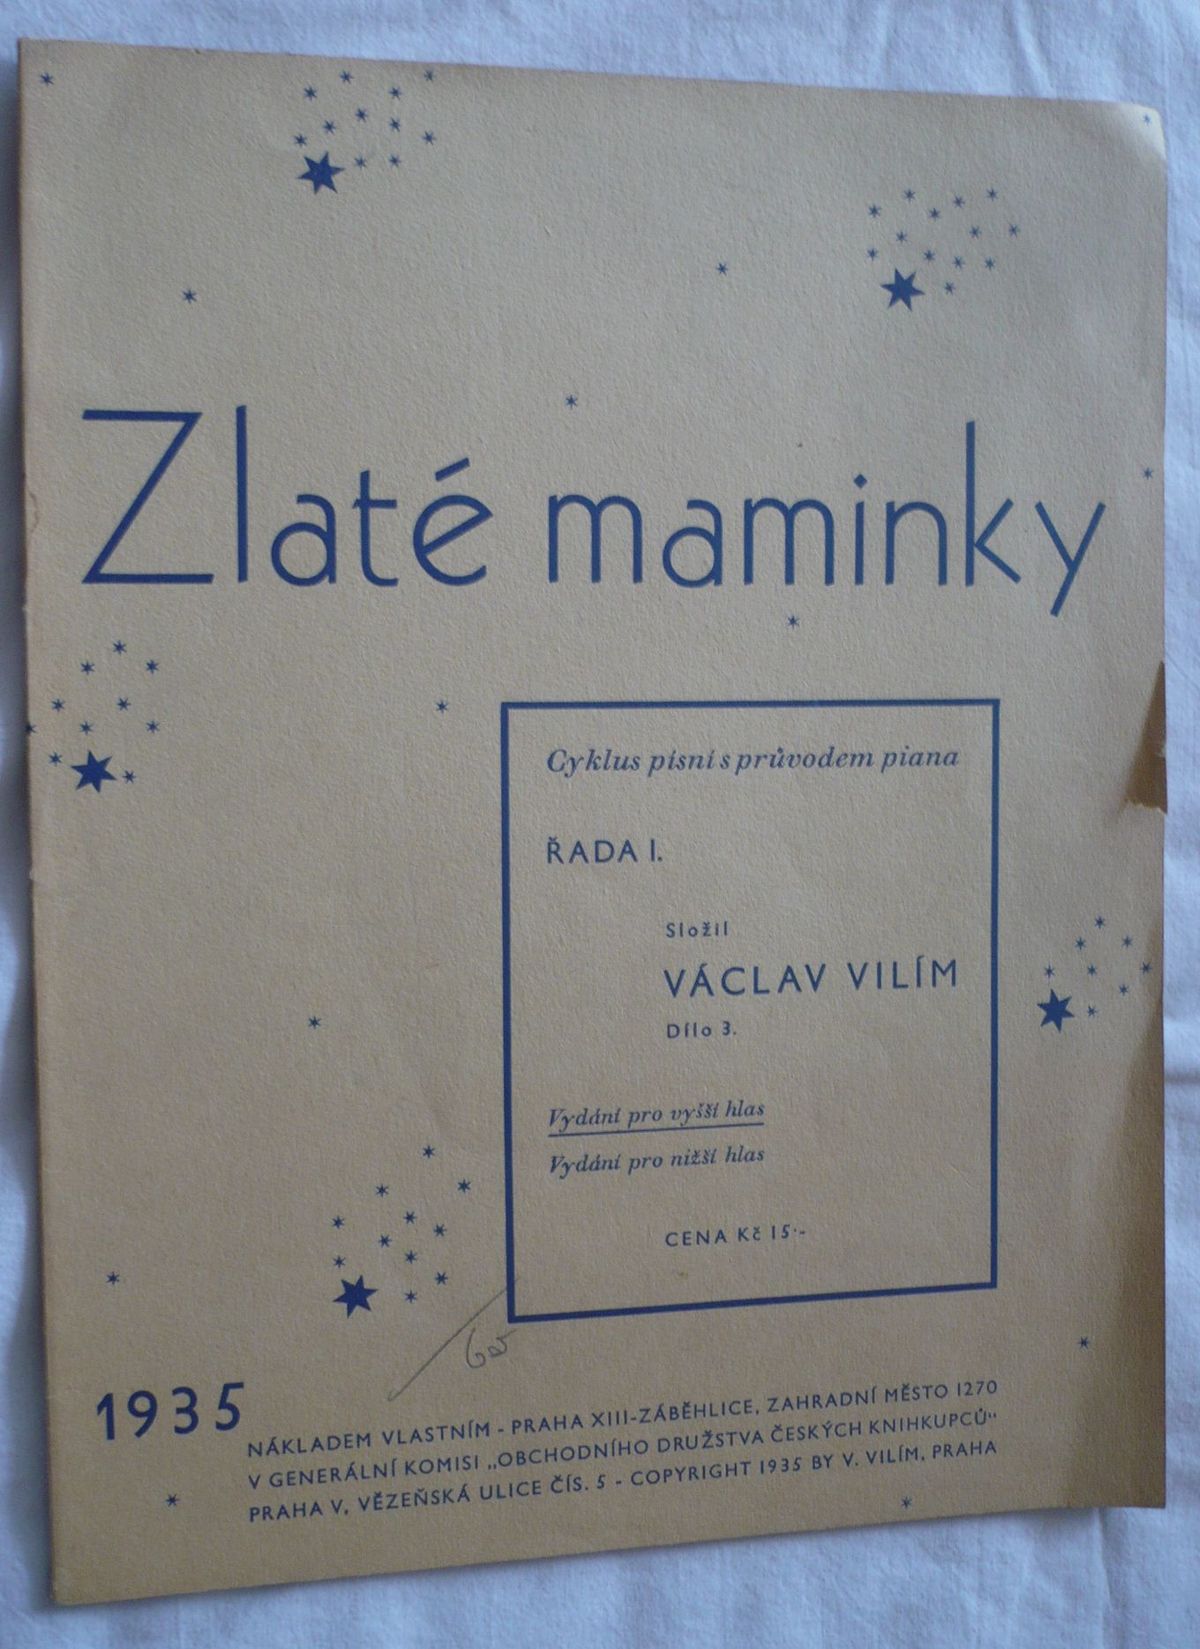 Zlaté maminky
Cyklus písní s průvodem piana
ŘADA I.
Složil
VÁCLAV VILÍM
Dílo 3.
Vydání pro vyšší hlas
Vydání pro nižší hlas
CENA Kč 15·-
1935
NÁKLADEM VLASTNÍM - PRAHA XIII-ZÁBĚHLICE, ZAHRADNÍ MĚSTO 1270
V GENERÁLNÍ KOMISI „OBCHODNÍHO DRUŽSTVA ČESKÝCH KNIHKUPCŮ“
PRAHA V, VĚZEŇSKÁ ULICE ČÍS. 5 - COPYRIGHT 1935 BY V. VILÍM, PRAHA